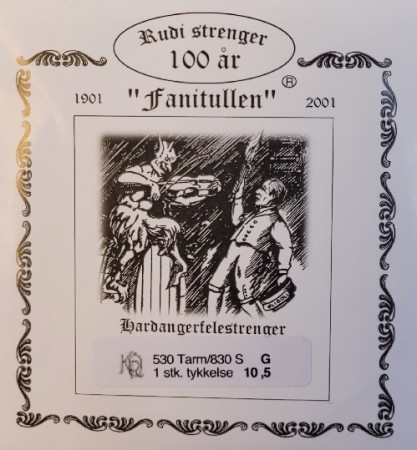 Rudi strenger
100 år
®
1901 "Fanitullen" 2001
Hardangerfelestrenger
530 Tarm/830 S G
1 stk. tykkelse 10,5